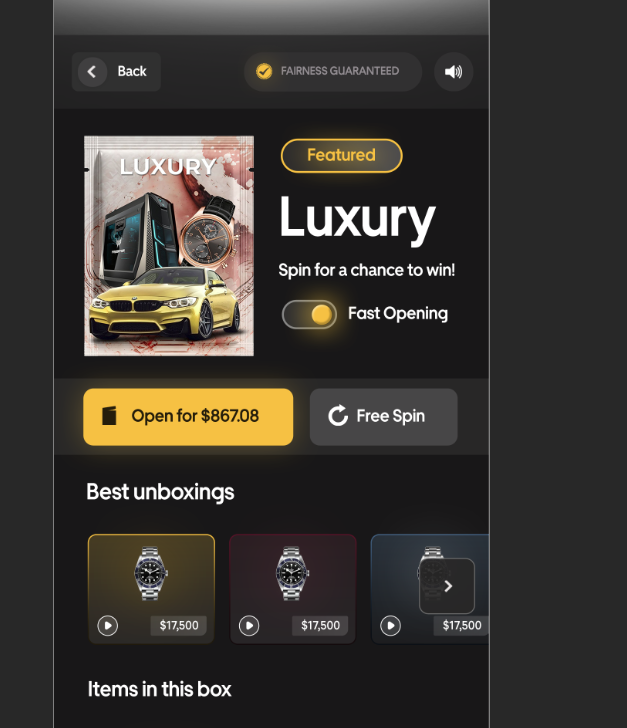 Back
FAIRNESS GUARANTEED
LUXURY
Featured
Luxury
Spin for a chance to win!
Fast Opening
Open for $867.08
Free Spin
Best unboxings
$17,500
$17,500
$17,500
Items in this box